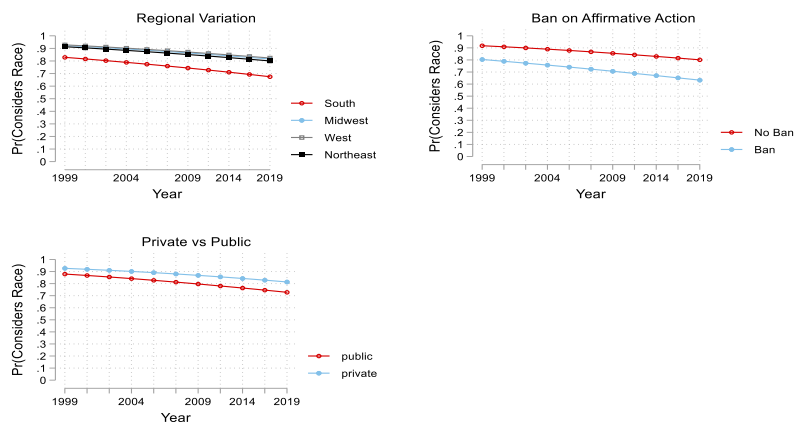 Regional Variation
Pr(Considers Race)
1
.9
.8
.7
.6
.5
.4
.3
.2
.1
0
1999 2004 2009 2014 2019
Year
South
Midwest
West
Northeast
Ban on Affirmative Action
Pr(Considers Race)
1
.9
.8
.7
.6
.5
.4
.3
.2
.1
0
1999 2004 2009 2014 2019
Year
No Ban
Ban
Private vs Public
Pr(Considers Race)
1
.9
.8
.7
.6
.5
.4
.3
.2
.1
0
1999 2004 2009 2014 2019
Year
public
private